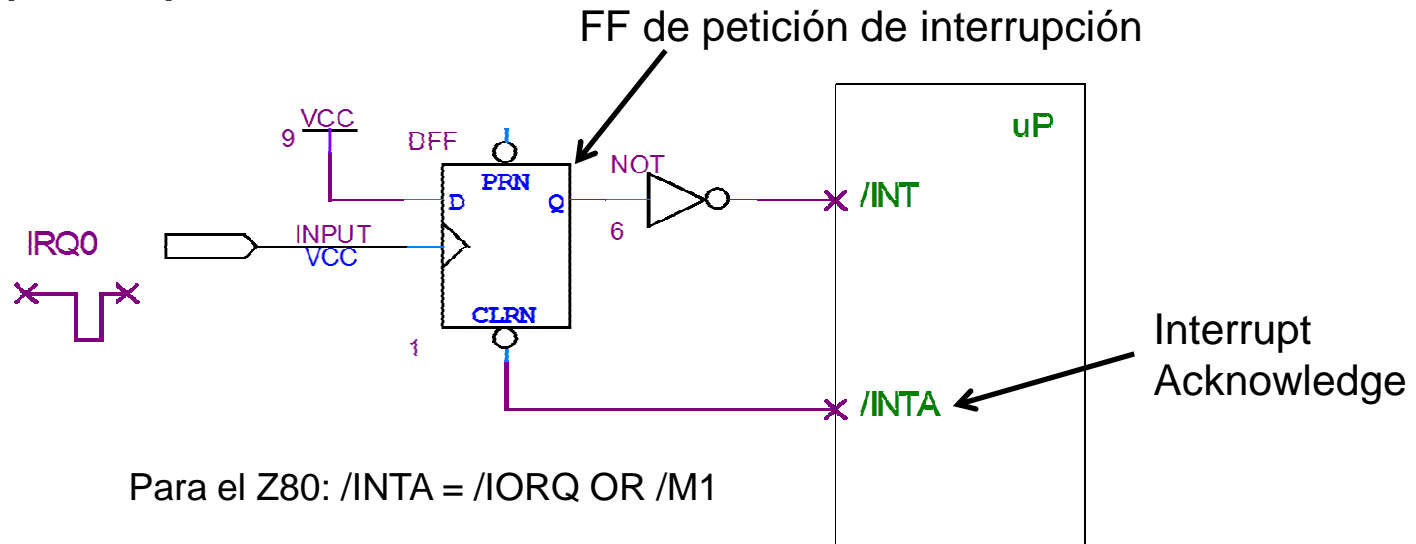 FF de petición de interrupción
uP
VCC
9
DFF
PRN
NOT
D
Q
/INT
6
IRQ0
INPUT
VCC
CLRN
1
Interrupt
Acknowledge
/INTA
Para el Z80: /INTA = /IORQ OR /M1